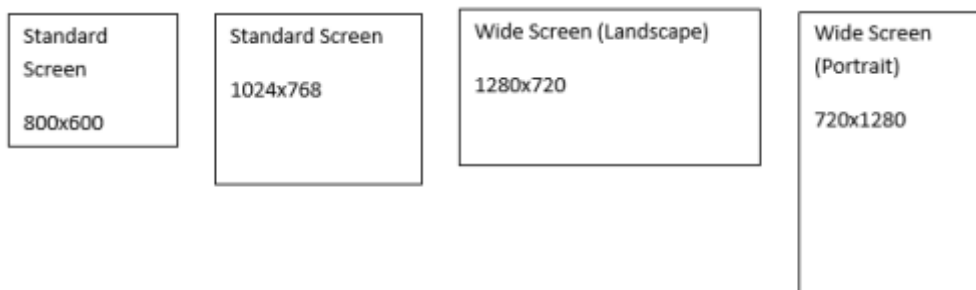 Standard
Screen
800x600
Standard Screen
1024x768
Wide Screen (Landscape)
1280x720
Wide Screen
(Portrait)
720x1280